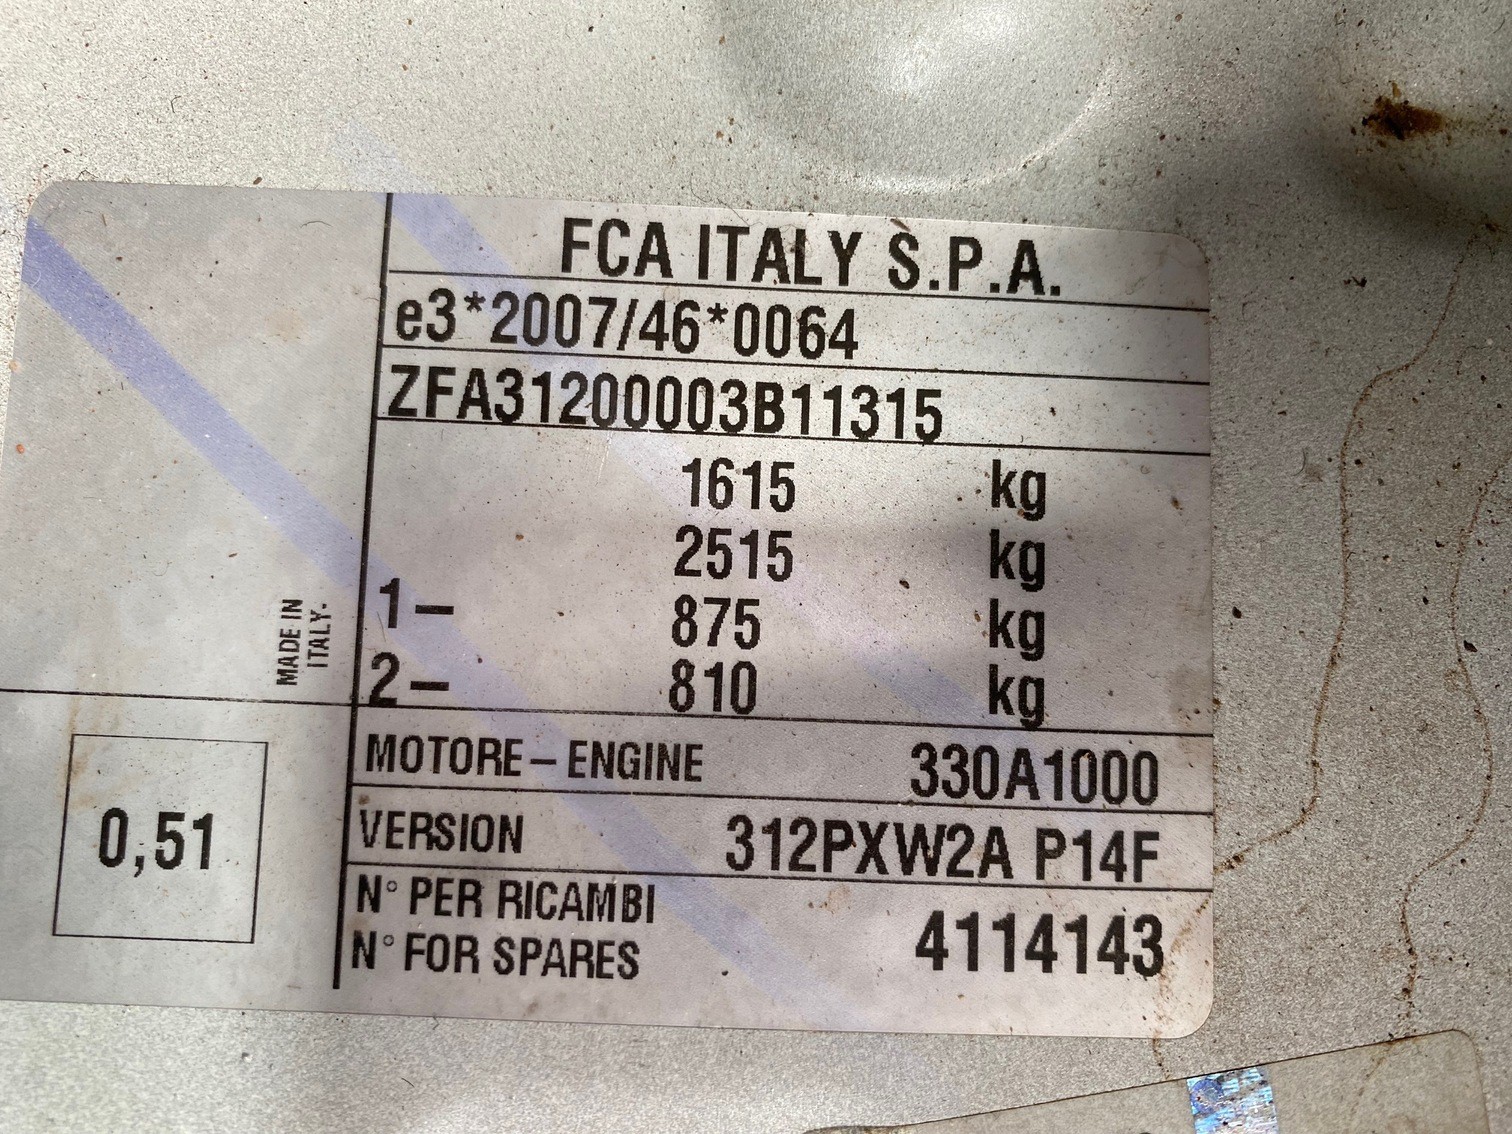 FCA ITALY S.P.A.
e3*2007/46*0064
ZFA31200003B11315
1615 kg
2515 kg
1– 875 kg
2– 810 kg
MADE IN
ITALY.
MOTORE – ENGINE 330A1000
0,51
VERSION 312PXW2A P14F
N° PER RICAMBI
N° FOR SPARES
4114143